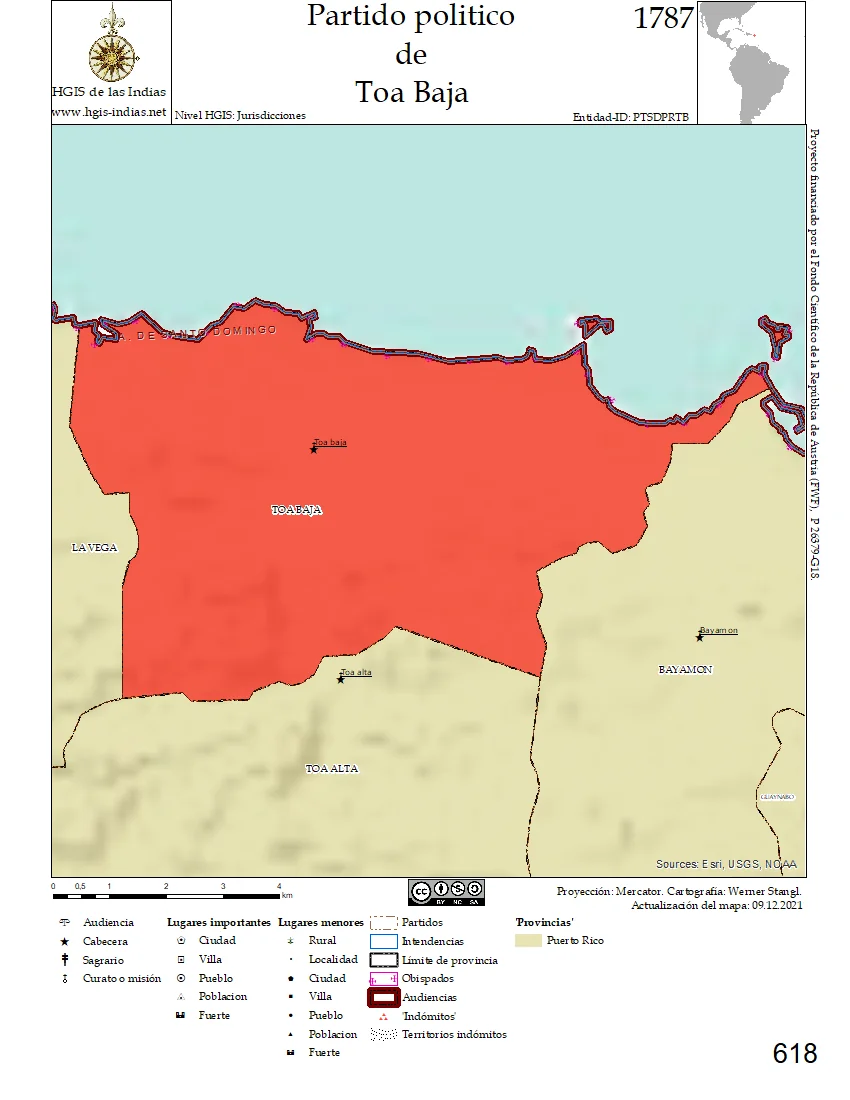 Partido politico
de
Toa Baja
1787
HGIS de las Indias
www.hgis-indias.net
Nivel HGIS: Jurisdicciones
Entidad-ID: PTSDPRTB
Proyecto financiado por el Fondo Científico de la República de Austria (FWF), P 26379-G18.
A. DE SANTO DOMINGO
Toa baja
TOA BAJA
LA VEGA
Bayamon
BAYAMON
Toa alta
TOA ALTA
GUAYNABO
Sources: Esri, USGS, NOAA
0 0,5 1 2 3 4
km
CC BY NC SA
Proyección: Mercator. Cartografía: Werner Stangl.
Actualización del mapa: 09.12.2021
Audiencia
Cabecera
Sagrario
Curato o misión
Lugares importantes
Ciudad
Villa
Pueblo
Poblacion
Fuerte
Lugares menores
Rural
Localidad
Ciudad
Villa
Pueblo
Poblacion
Fuerte
Partidos
Intendencias
Límite de provincia
Obispados
Audiencias
'Indómitos'
Territorios indómitos
'Provincias'
Puerto Rico
618